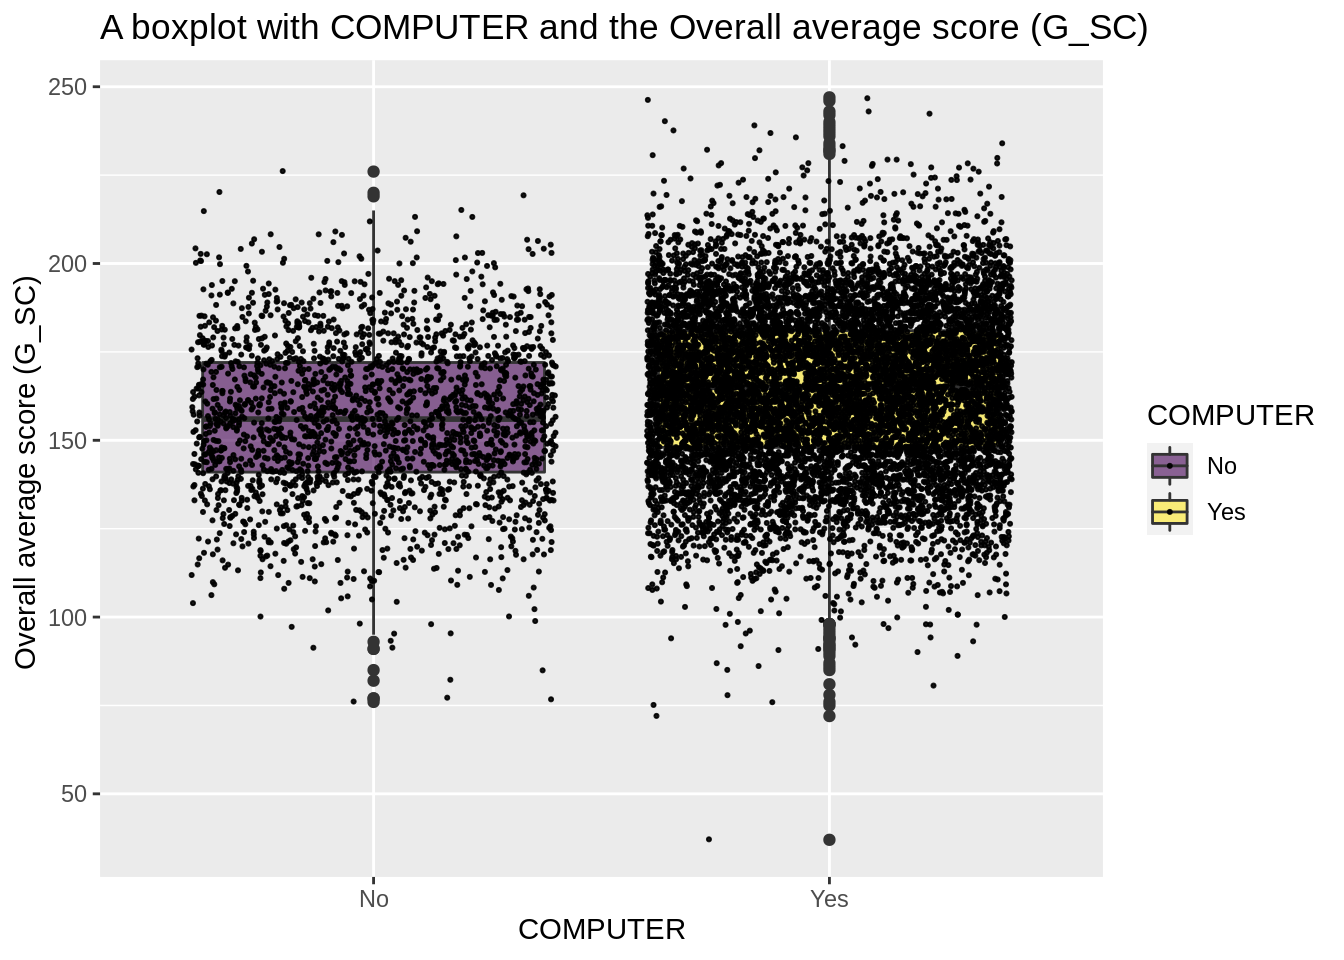 A boxplot with COMPUTER and the Overall average score (G_SC)
250
200
150
100
50
Overall average score (G_SC)
No
Yes
COMPUTER
COMPUTER
No
Yes